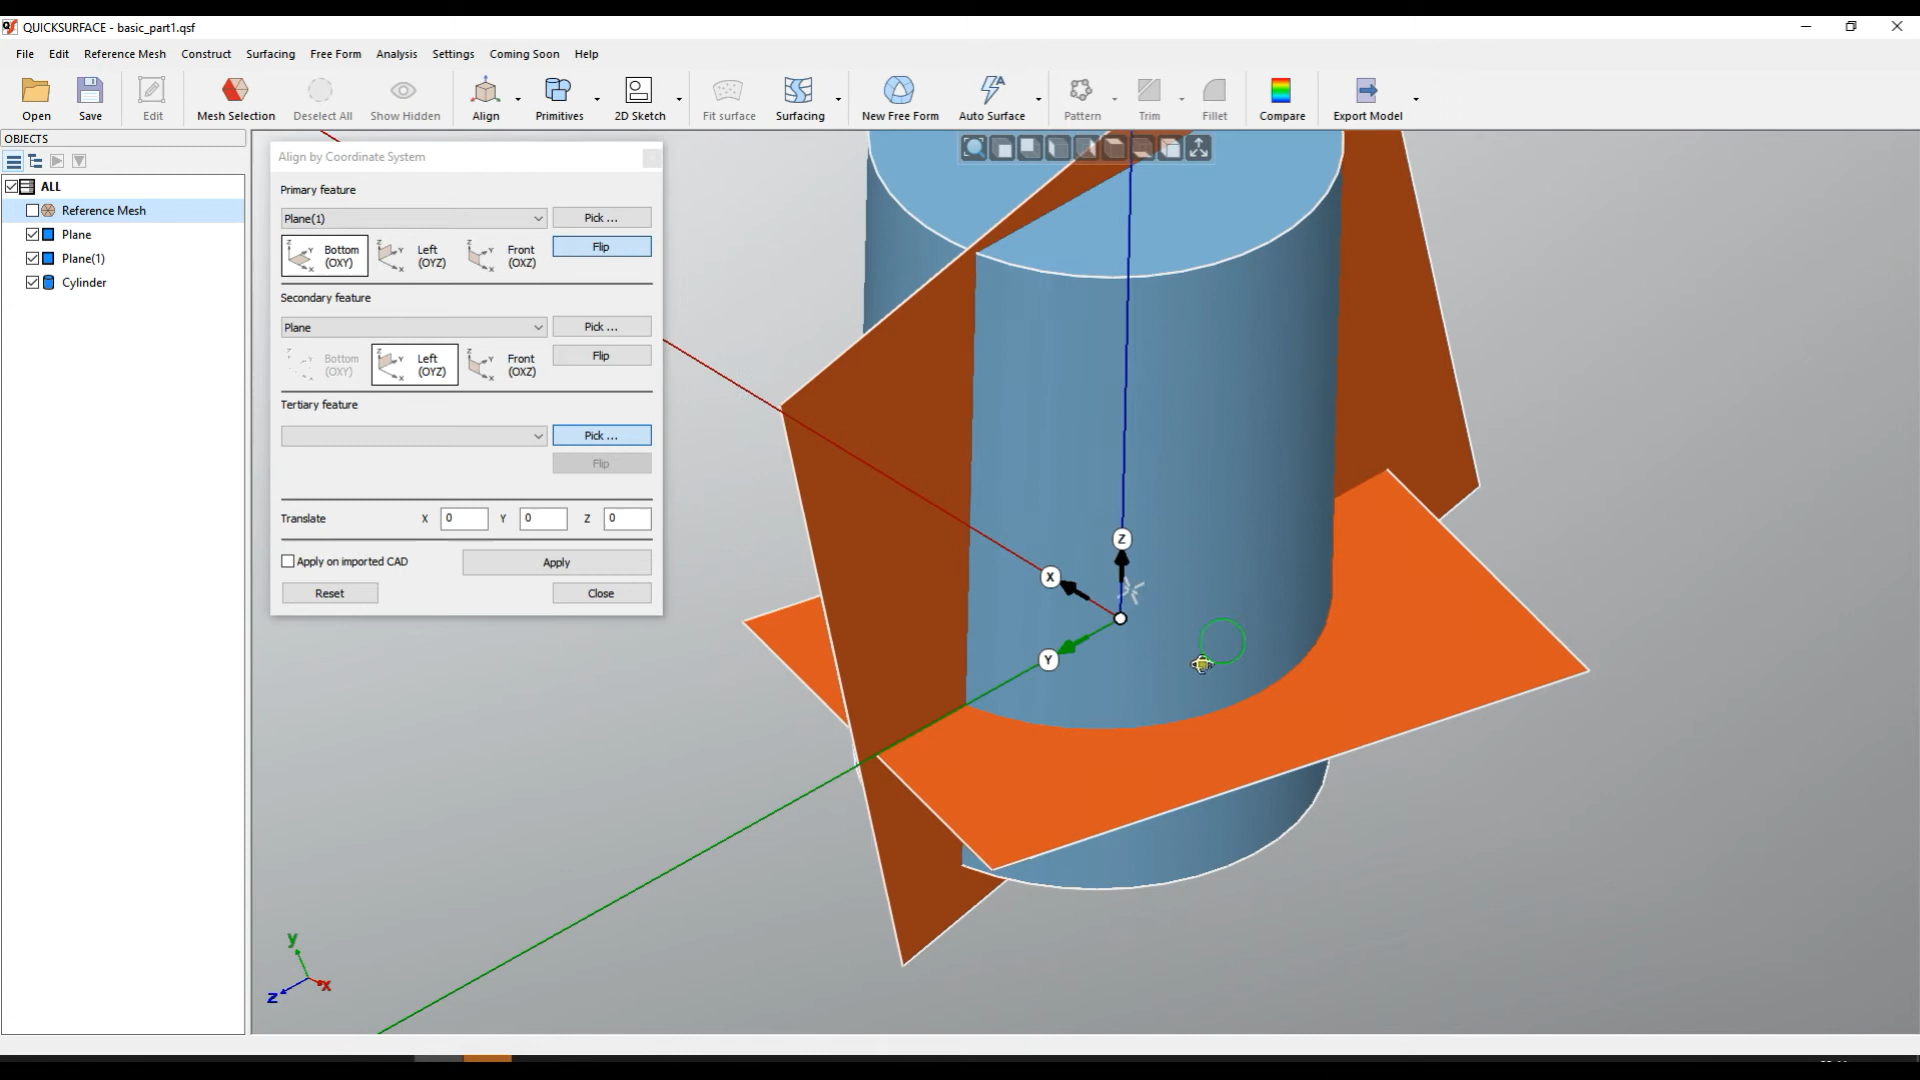 QUICKSURFACE - basic_part1.qsf
File Edit Reference Mesh Construct Surfacing Free Form Analysis Settings Coming Soon Help
Open Save Edit Mesh Selection Deselect All Show Hidden Align Primitives 2D Sketch Fit surface Surfacing New Free Form Auto Surface Pattern Trim Fillet Compare Export Model
OBJECTS
ALL
Reference Mesh
Plane
Plane(1)
Cylinder
Align by Coordinate System
Primary feature
Plane(1) Pick ...
Bottom (OXY) Left (OYZ) Front (OXZ) Flip
Secondary feature
Plane Pick ...
Bottom (OXY) Left (OYZ) Front (OXZ) Flip
Tertiary feature
Pick ...
Flip
Translate X 0 Y 0 Z 0
Apply on imported CAD Apply
Reset Close
Z
X
Y
y
z x